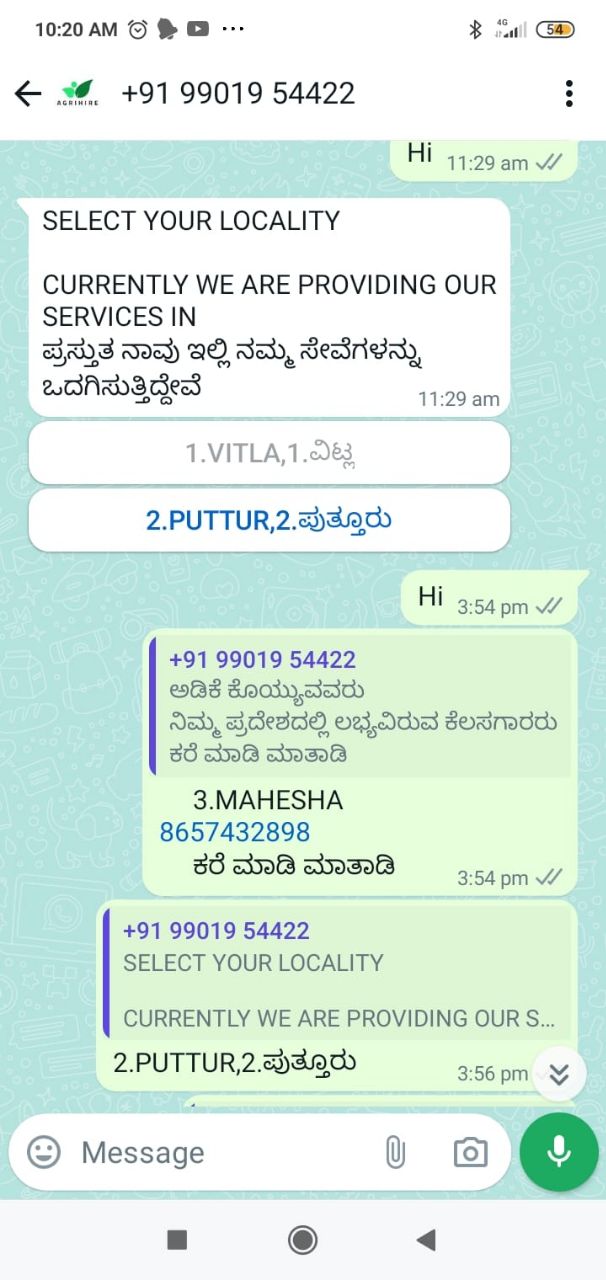 10:20 AM
4G
54
AGRIHIRE
+91 99019 54422
Hi
11:29 am
SELECT YOUR LOCALITY
CURRENTLY WE ARE PROVIDING OUR
SERVICES IN
ಪ್ರಸ್ತುತ ನಾವು ಇಲ್ಲಿ ನಮ್ಮ ಸೇವೆಗಳನ್ನು
ಒದಗಿಸುತ್ತಿದ್ದೇವೆ
11:29 am
1.VITLA,1.ವಿಟ್ಲ
2.PUTTUR,2.ಪುತ್ತೂರು
Hi
3:54 pm
+91 99019 54422
ಅಡಿಕೆ ಕೊಯ್ಯುವವರು
ನಿಮ್ಮ ಪ್ರದೇಶದಲ್ಲಿ ಲಭ್ಯವಿರುವ ಕೆಲಸಗಾರರು
ಕರೆ ಮಾಡಿ ಮಾತಾಡಿ
3.MAHESHA
8657432898
ಕರೆ ಮಾಡಿ ಮಾತಾಡಿ
3:54 pm
+91 99019 54422
SELECT YOUR LOCALITY
CURRENTLY WE ARE PROVIDING OUR S...
2.PUTTUR,2.ಪುತ್ತೂರು
3:56 pm
Message